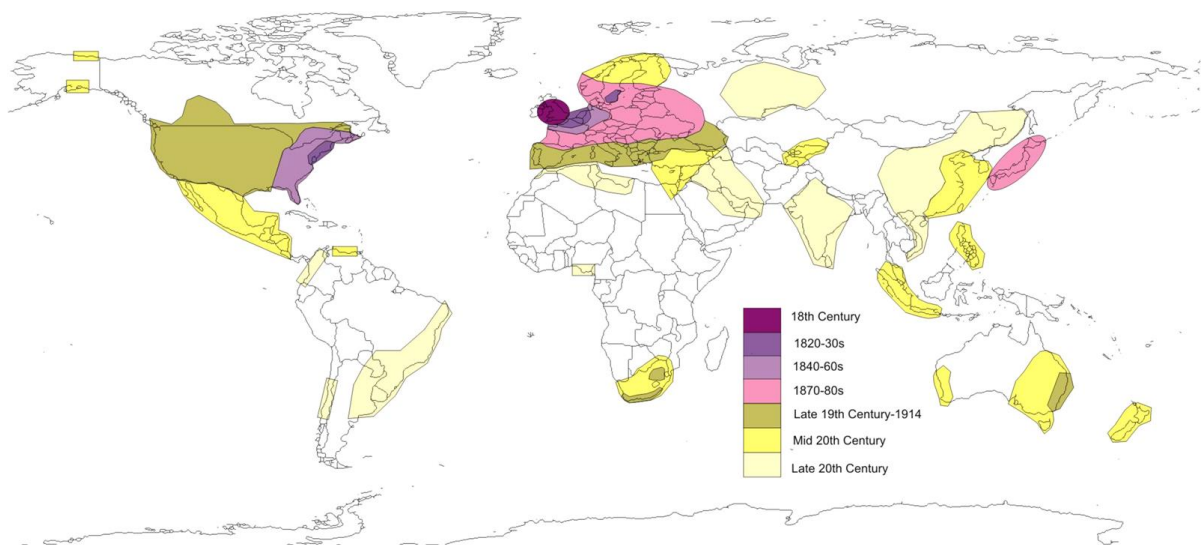 18th Century
1820-30s
1840-60s
1870-80s
Late 19th Century-1914
Mid 20th Century
Late 20th Century